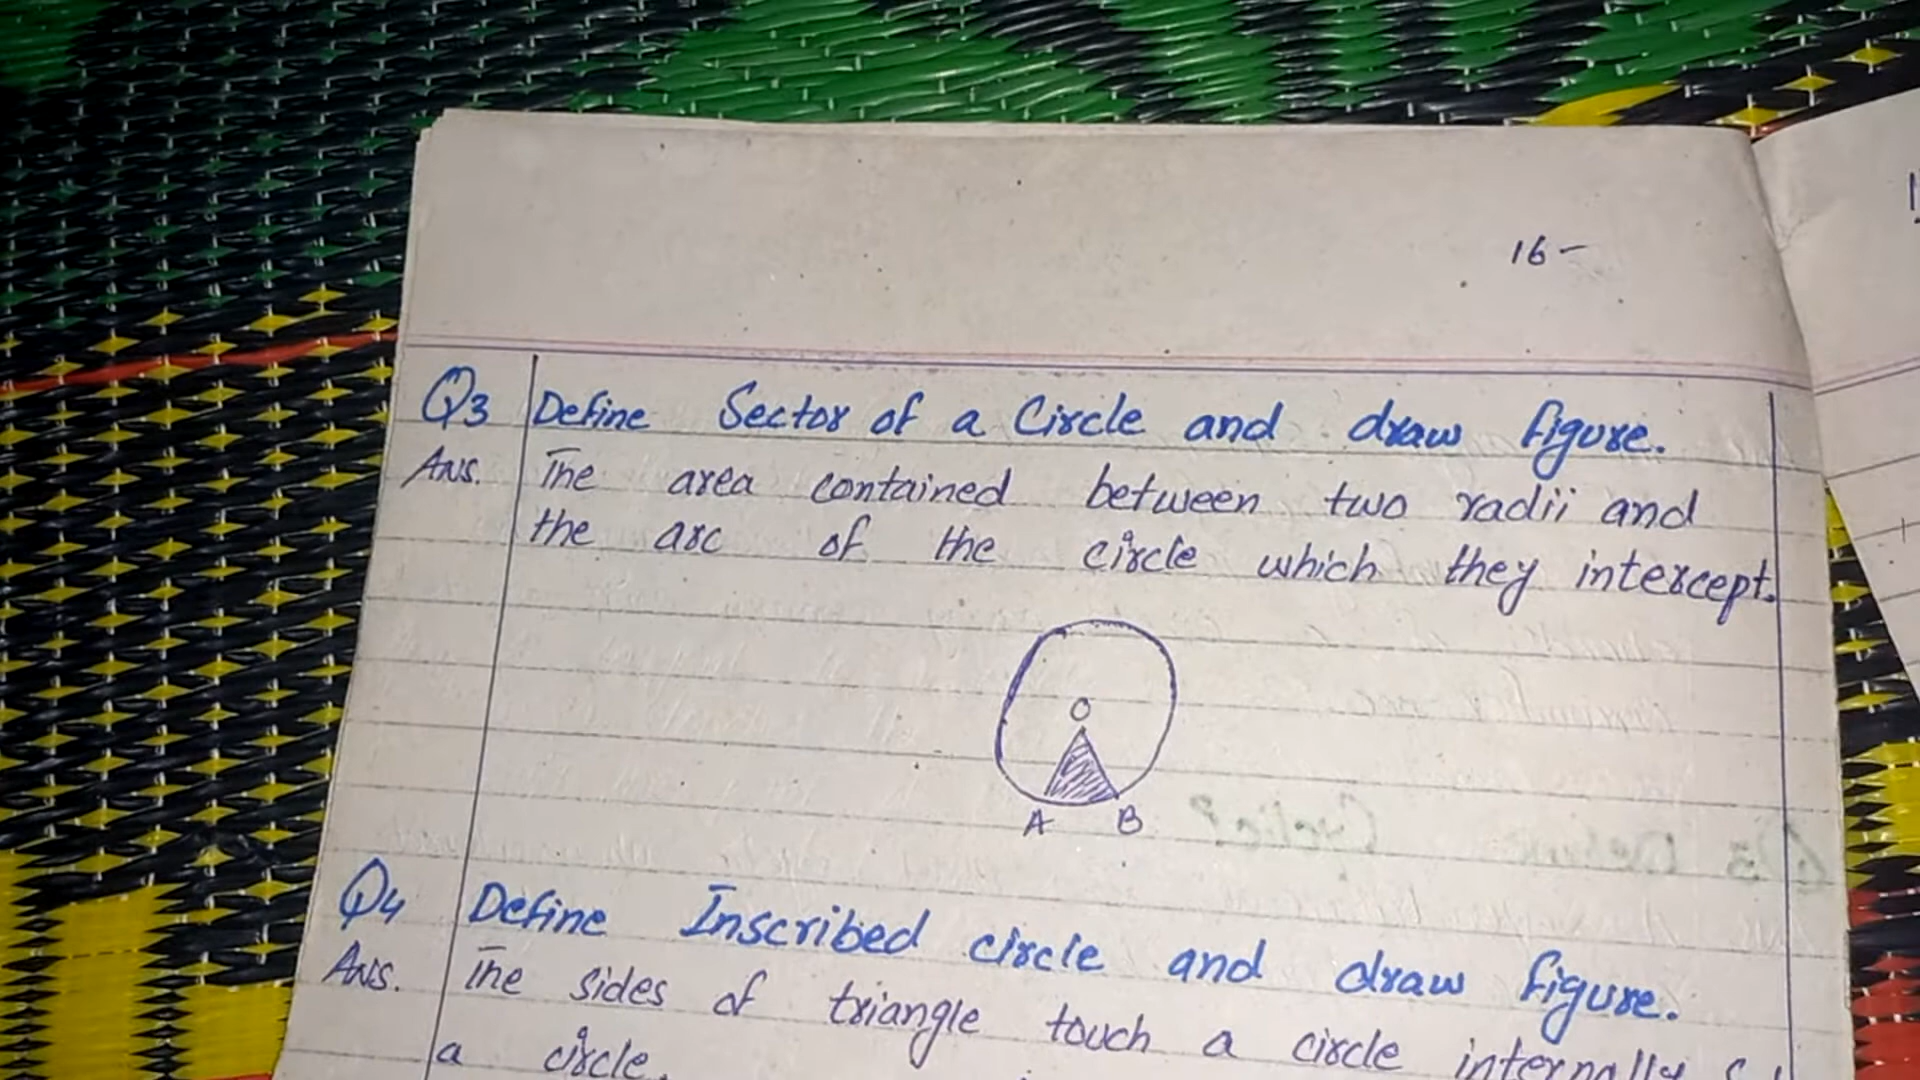 16-
Q3 Define Sector of a Circle and draw figure.
Ans. The area contained between two radii and
the arc of the circle which they intercept.
O
A B
Q4 Define Inscribed circle and draw figure.
Ans. The sides of triangle touch a circle internally
a circle.